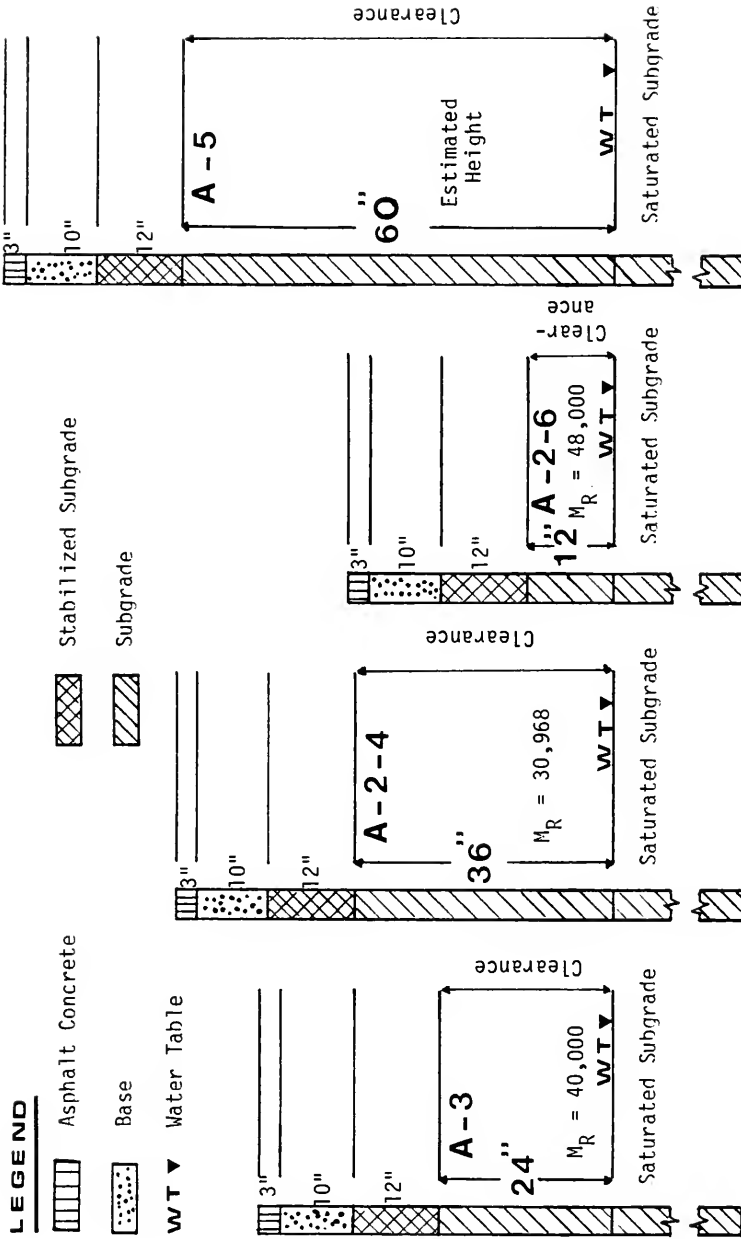 LEGEND
Asphalt Concrete
Base
WT ▼ Water Table
Stabilized Subgrade
Subgrade
3"
10"
12"
A-3
24"
M_R = 40,000
WT ▼
Clearance
Saturated Subgrade
3"
10"
12"
A-2-4
36"
M_R = 30,968
WT ▼
Clearance
Saturated Subgrade
3"
10"
12"
12" A-2-6
M_R = 48,000
WT ▼
Clear-
ance
Saturated Subgrade
3"
10"
12"
A-5
60"
Estimated
Height
WT ▼
Clearance
Saturated Subgrade